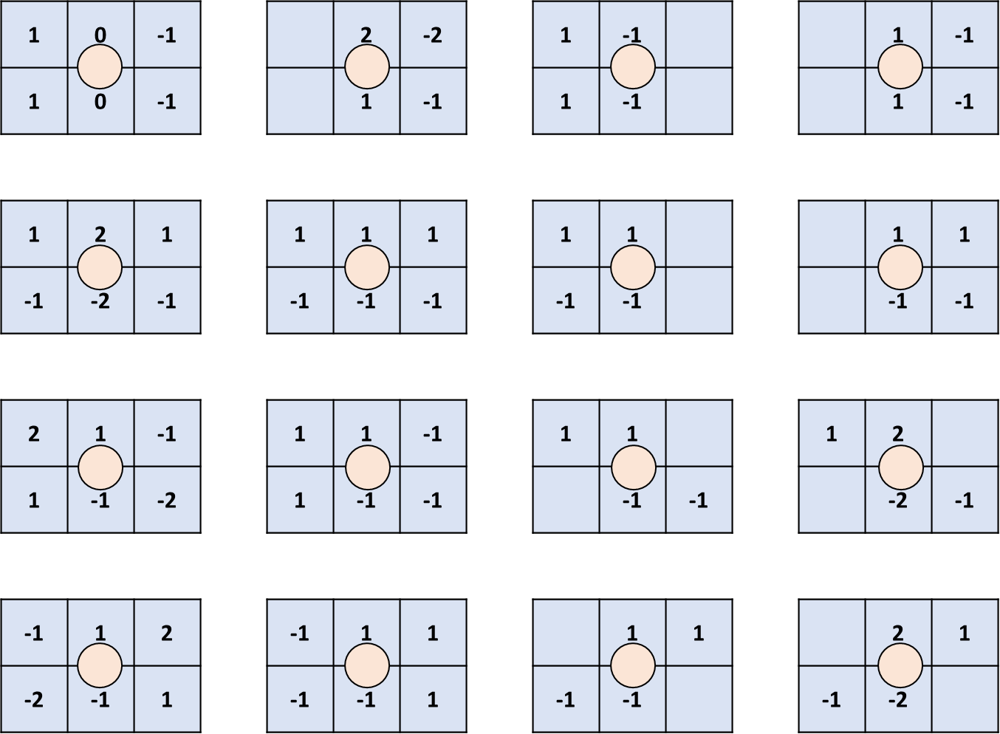 1 0 -1 2 -2 1 -1 1 -1
1 0 -1 1 -1 1 -1 1 -1
1 2 1 1 1 1 1 1 1 1
-1 -2 -1 -1 -1 -1 -1 -1 -1 -1
2 1 -1 1 1 -1 1 1 1 2
1 -1 -2 1 -1 -1 -1 -1 -2 -1
-1 1 2 -1 1 1 1 1 2 1
-2 -1 1 -1 -1 1 -1 -1 -1 -2